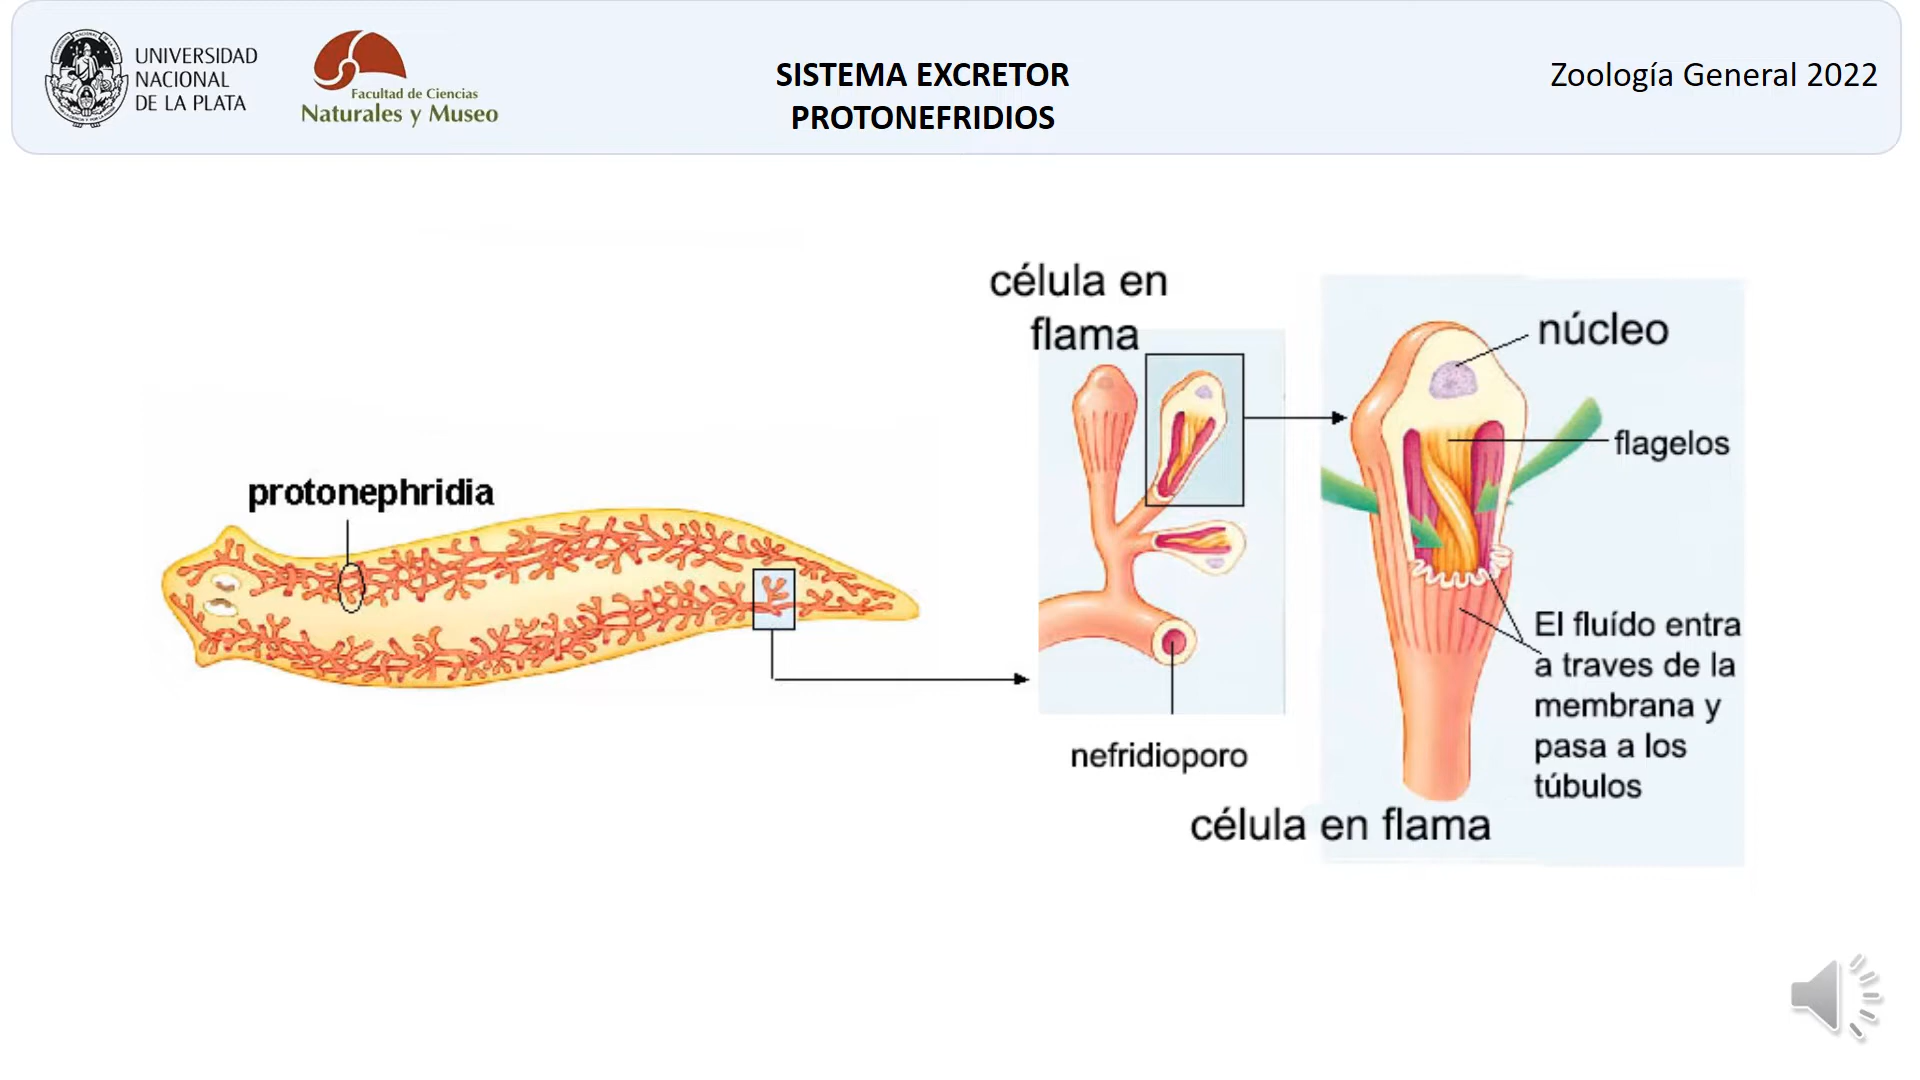 UNIVERSIDAD
NACIONAL
DE LA PLATA
Facultad de Ciencias
Naturales y Museo
SISTEMA EXCRETOR
PROTONEFRIDIOS
Zoología General 2022
protonephridia
célula en
flama
nefridioporo
núcleo
flagelos
El fluído entra
a traves de la
membrana y
pasa a los
túbulos
célula en flama